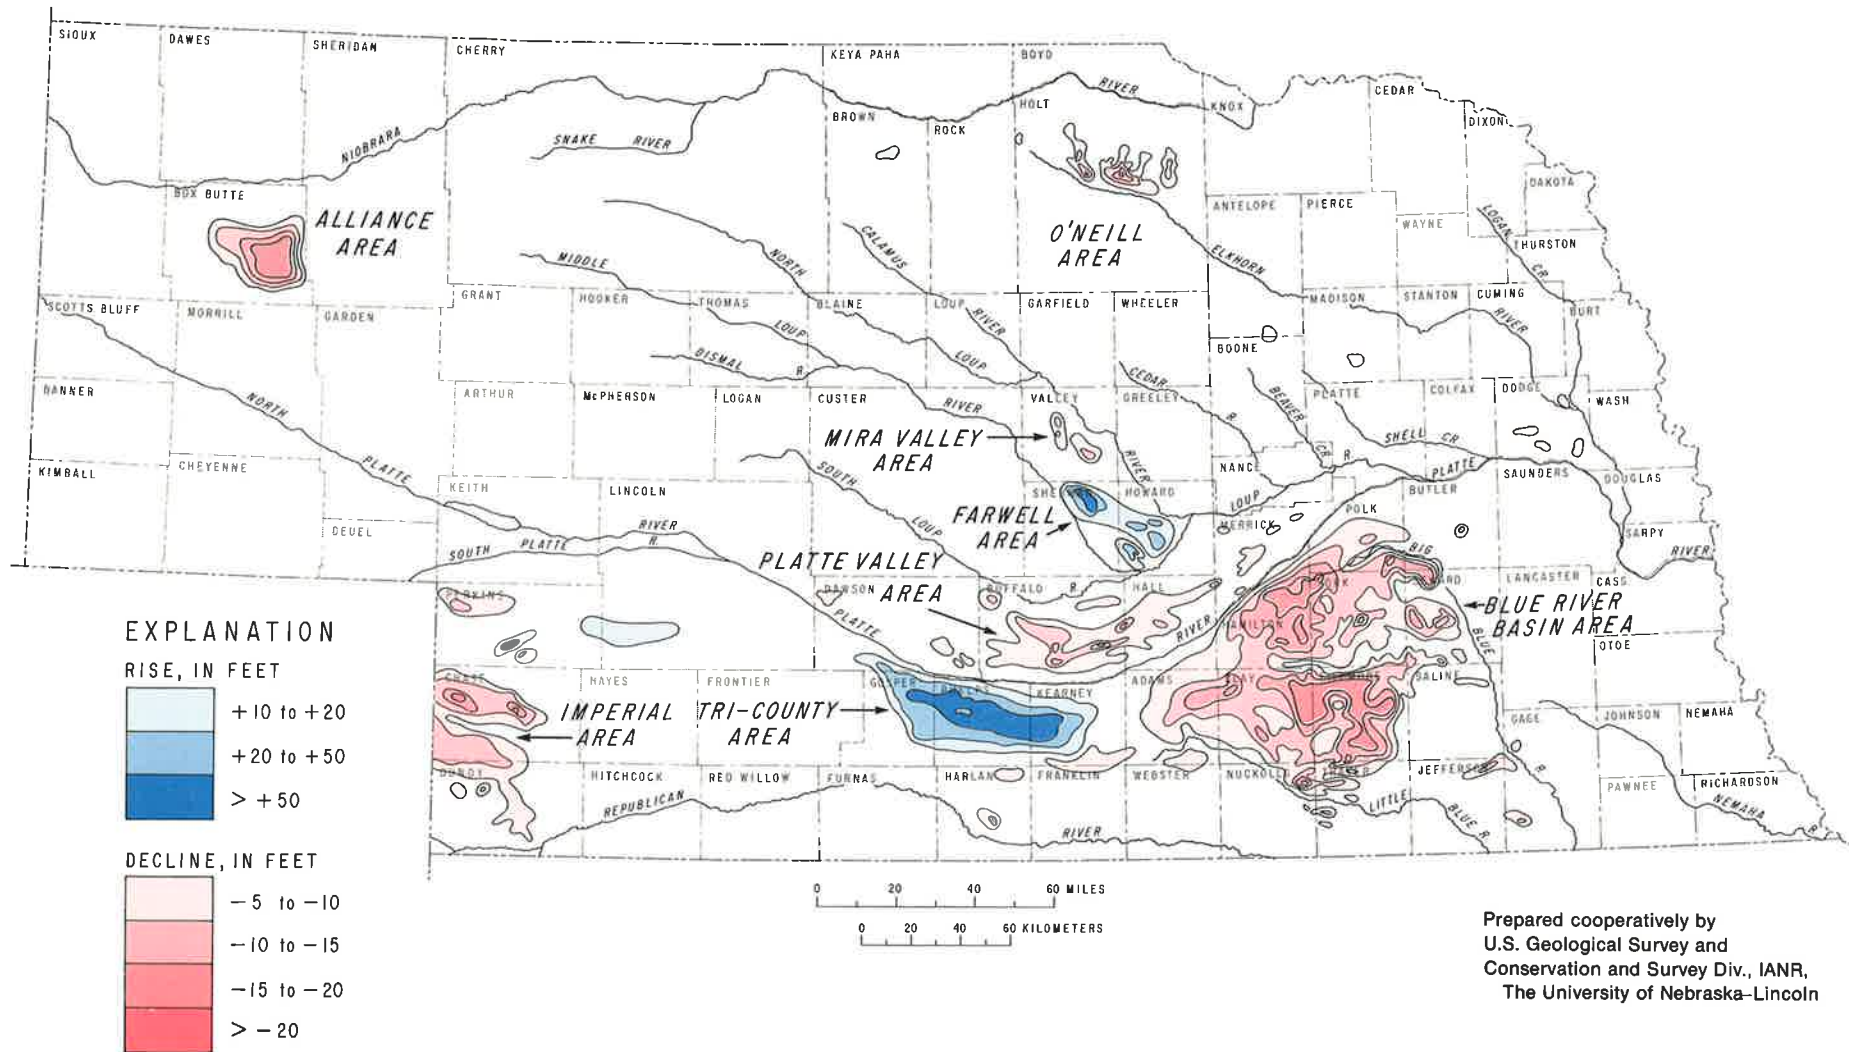 SIOUX
DAWES
SHERIDAN
CHERRY
KEYA PAHA
BOYD
HOLT
RIVER
KNOX
CEDAR
DIXON
BROWN
ROCK
SNAKE RIVER
NIOBRARA
DAKOTA
BOX BUTTE
ALLIANCE
AREA
ANTELOPE
PIERCE
WAYNE
LOGAN
CR.
THURSTON
O'NEILL
AREA
CALAMUS
NORTH
ELKHORN
MIDDLE
GRANT
HOOKER
THOMAS
BLAINE
LOUP
RIVER
GARFIELD
WHEELER
MADISON
STANTON
CUMING
RIVER
BURT
SCOTTS BLUFF
MORRILL
GARDEN
LOUP
LOUP
DISMAL R.
BOONE
BANNER
NORTH
ARTHUR
McPHERSON
LOGAN
CUSTER
RIVER
VALLEY
GREELEY
CEDAR
R.
BEAVER
CR.
PLATTE
COLFAX
DODGE
WASH
MIRA VALLEY
AREA
SHELL CR
KIMBALL
CHEYENNE
PLATTE
KEITH
LINCOLN
SOUTH
RIVER
NANCE
R.
PLATTE
SAUNDERS
DOUGLAS
HOWARD
LOUP
BUTLER
DEUEL
SOUTH PLATTE R.
RIVER
LOUP
FARWELL
AREA
MERRICK
POLK
SARPY
RIVER
PLATTE VALLEY
AREA
BIG
PERKINS
DAWSON
BUFFALO
R.
HALL
YORK
LANCASTER
CASS
BLUE RIVER
BASIN AREA
PLATTE
RIVER
HAMILTON
BLUE
OTOE
EXPLANATION
RISE, IN FEET
+10 to +20
+20 to +50
> +50
CHASE
HAYES
FRONTIER
GOSPER
PHELPS
KEARNEY
ADAMS
CLAY
SALINE
IMPERIAL
AREA
TRI-COUNTY
AREA
GAGE
JOHNSON
NEMAHA
DUNDY
HITCHCOCK
RED WILLOW
FURNAS
HARLAN
FRANKLIN
WEBSTER
NUCKOLLS
JEFFERSON
R.
PAWNEE
RICHARDSON
REPUBLICAN
RIVER
LITTLE
BLUE R.
NEMAHA
R.
DECLINE, IN FEET
−5 to −10
−10 to −15
−15 to −20
> −20
0 20 40 60 MILES
0 20 40 60 KILOMETERS
Prepared cooperatively by
U.S. Geological Survey and
Conservation and Survey Div., IANR,
The University of Nebraska–Lincoln